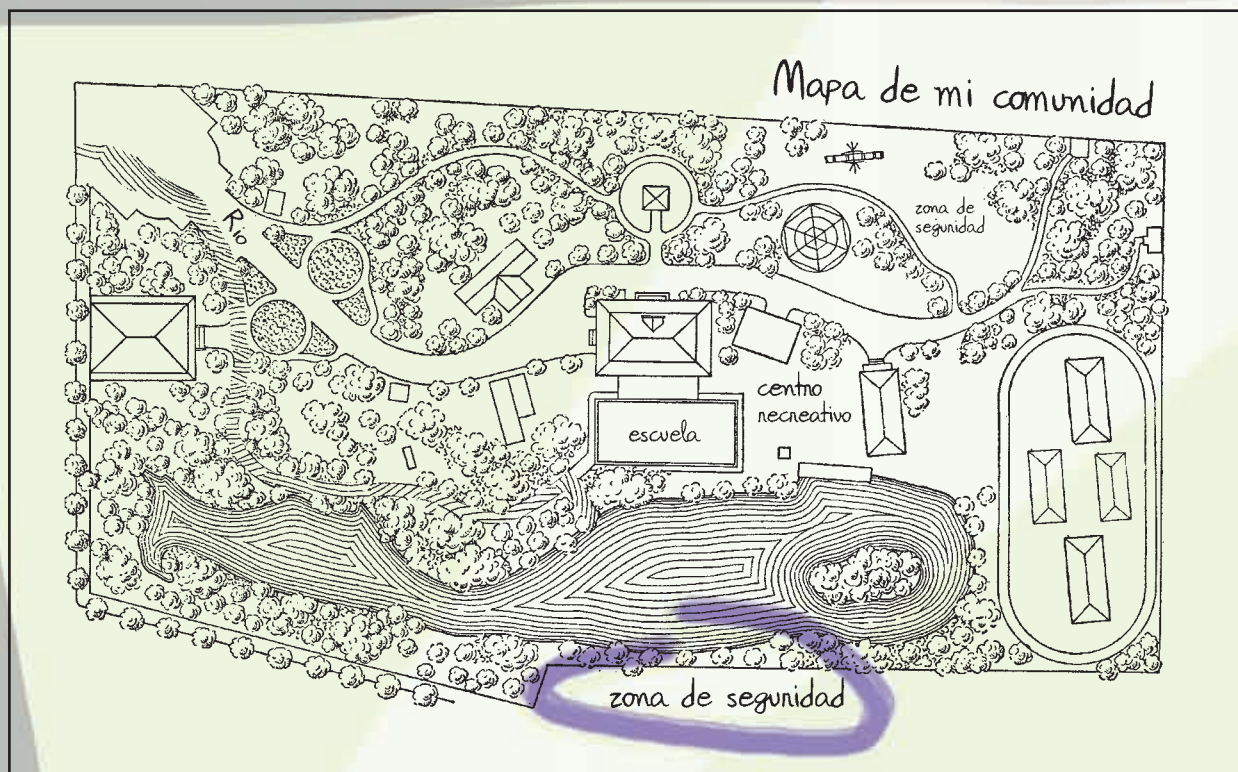 Mapa de mi comunidad
Río
zona de
seguridad
centro
recreativo
escuela
zona de seguridad